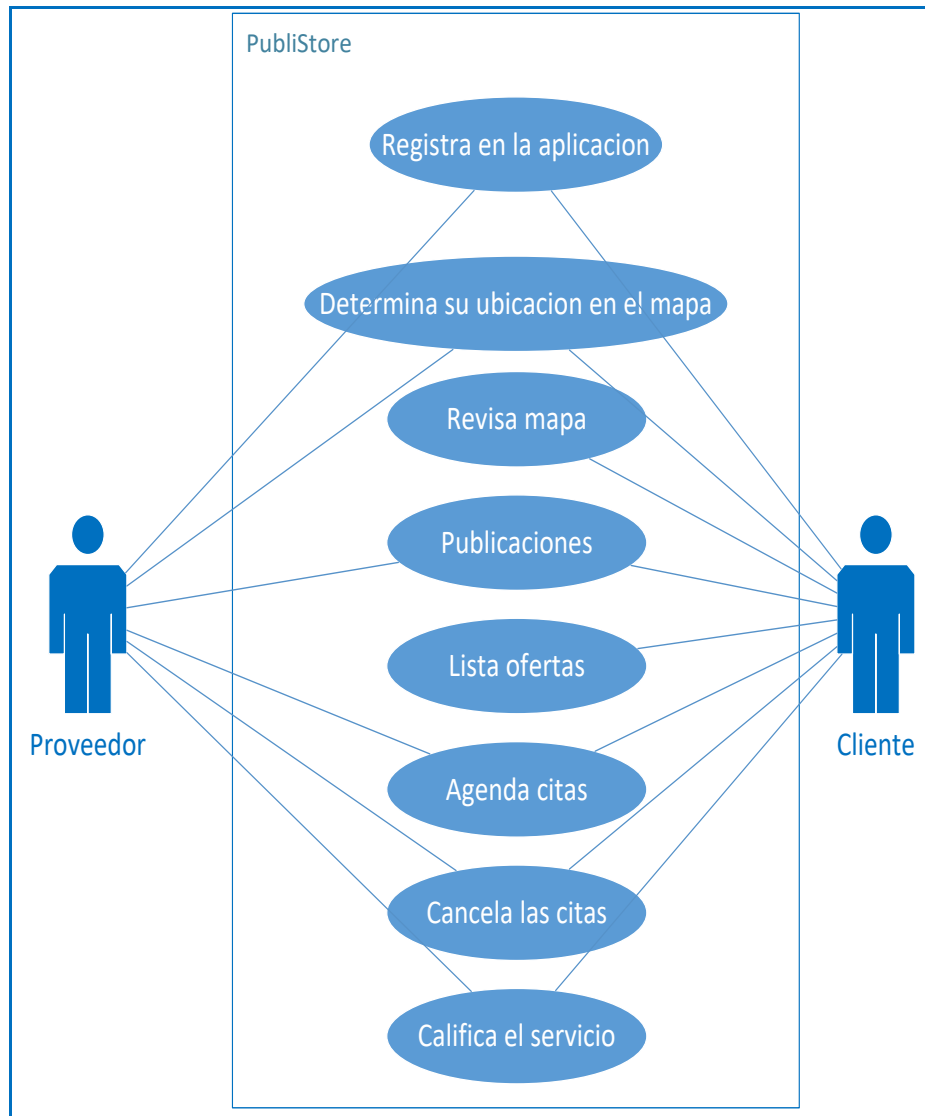 PubliStore
Registra en la aplicacion
Determina su ubicacion en el mapa
Revisa mapa
Publicaciones
Lista ofertas
Proveedor
Cliente
Agenda citas
Cancela las citas
Califica el servicio